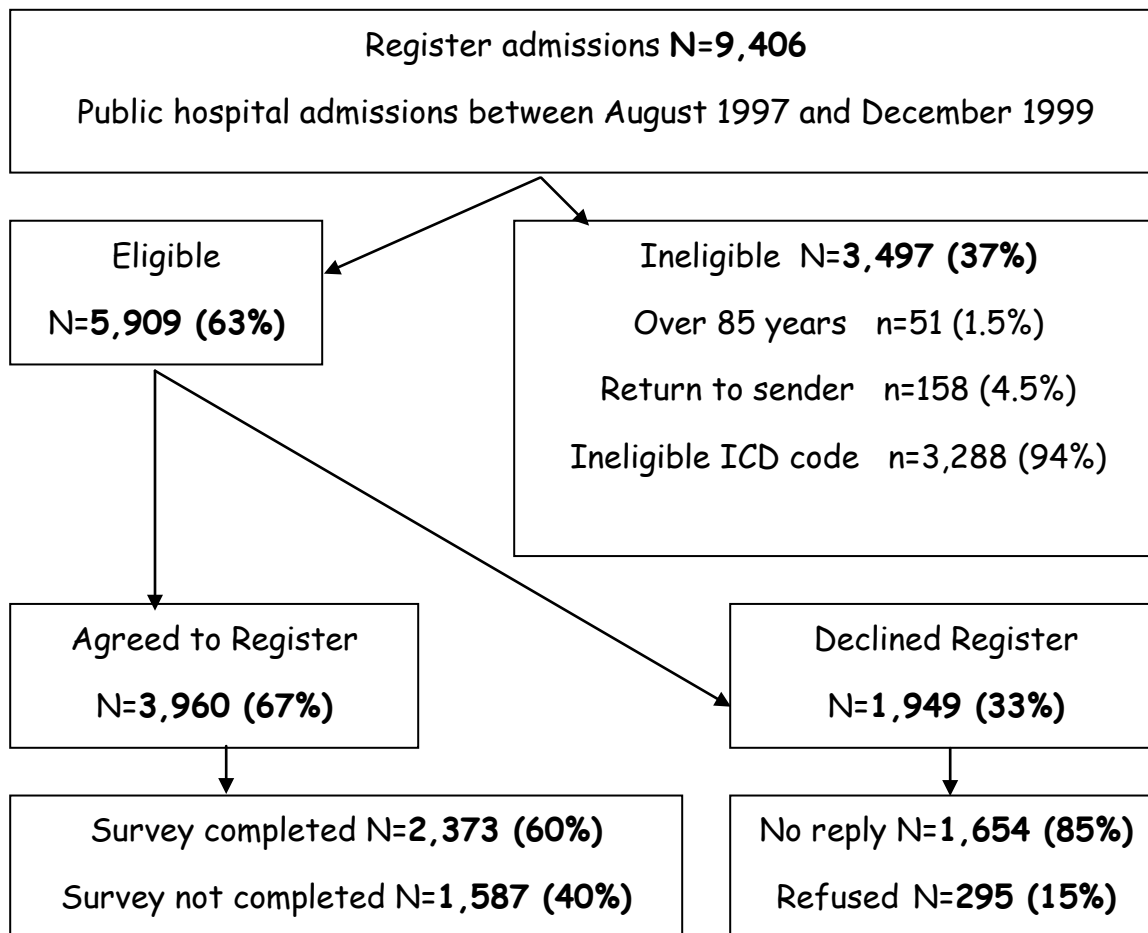 Register admissions N=9,406
Public hospital admissions between August 1997 and December 1999
Eligible
N=5,909 (63%)
Ineligible N=3,497 (37%)
Over 85 years n=51 (1.5%)
Return to sender n=158 (4.5%)
Ineligible ICD code n=3,288 (94%)
Agreed to Register
N=3,960 (67%)
Declined Register
N=1,949 (33%)
Survey completed N=2,373 (60%)
Survey not completed N=1,587 (40%)
No reply N=1,654 (85%)
Refused N=295 (15%)